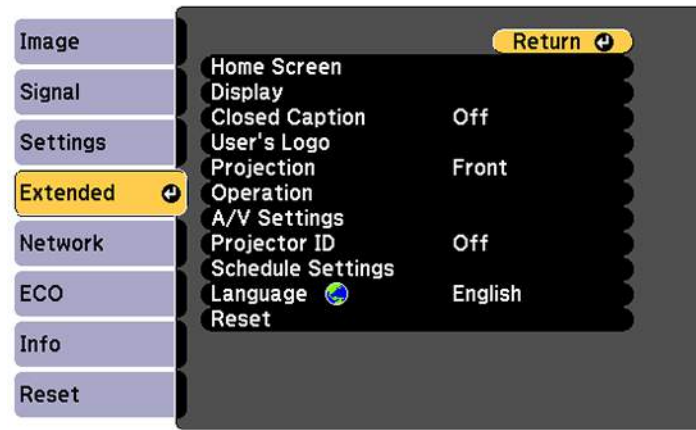 Image
Signal
Settings
Extended
Network
ECO
Info
Reset
Return
Home Screen
Display
Closed Caption Off
User's Logo
Projection Front
Operation
A/V Settings
Projector ID Off
Schedule Settings
Language English
Reset